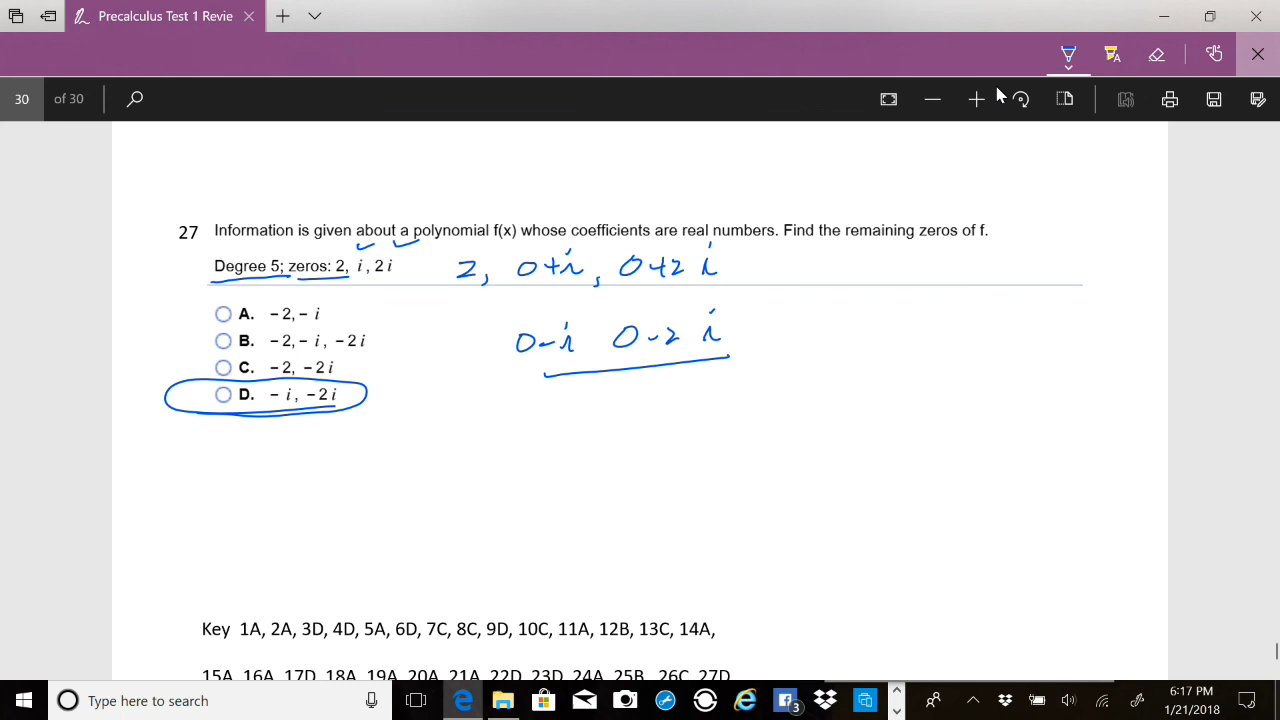 Precalculus Test 1 Revie
30 of 30
27 Information is given about a polynomial f(x) whose coefficients are real numbers. Find the remaining zeros of f.
Degree 5; zeros: 2, i, 2i
2, 0+i, 0+2i
A. -2, -i
B. -2, -i, -2i
0-i 0-2i
C. -2, -2i
D. -i, -2i
Key 1A, 2A, 3D, 4D, 5A, 6D, 7C, 8C, 9D, 10C, 11A, 12B, 13C, 14A,
15A, 16A, 17D, 18A, 19A, 20A, 21A, 22D, 23D, 24A, 25B, 26C, 27D
Type here to search
3
6:17 PM
1/21/2018